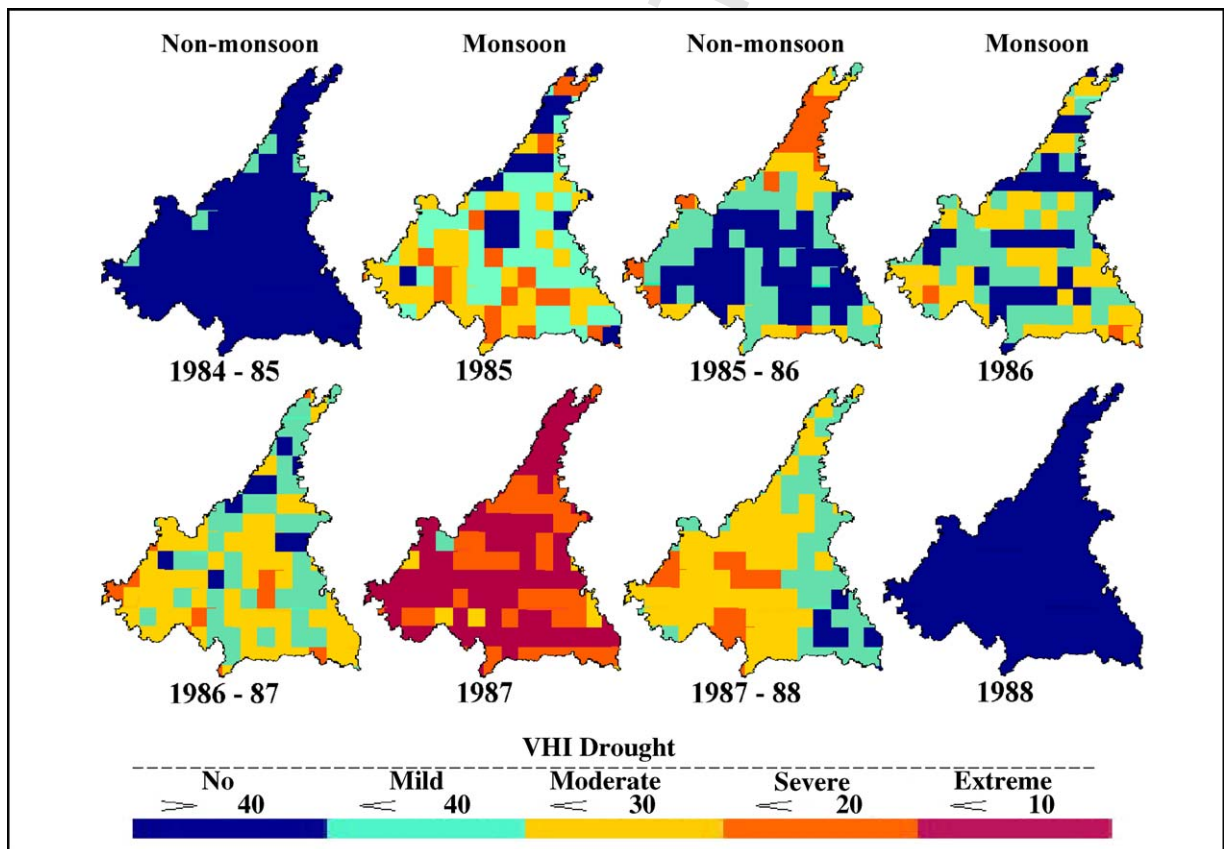 Non-monsoon Monsoon Non-monsoon Monsoon
1984 - 85 1985 1985 - 86 1986
1986 - 87 1987 1987 - 88 1988
VHI Drought
No Mild Moderate Severe Extreme
> 40 < 40 < 30 < 20 < 10